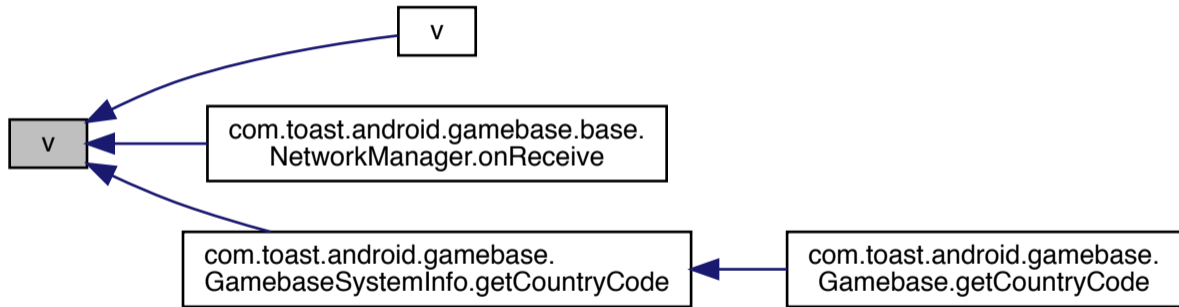 v
v
com.toast.android.gamebase.base.
NetworkManager.onReceive
com.toast.android.gamebase.
GamebaseSystemInfo.getCountryCode
com.toast.android.gamebase.
Gamebase.getCountryCode